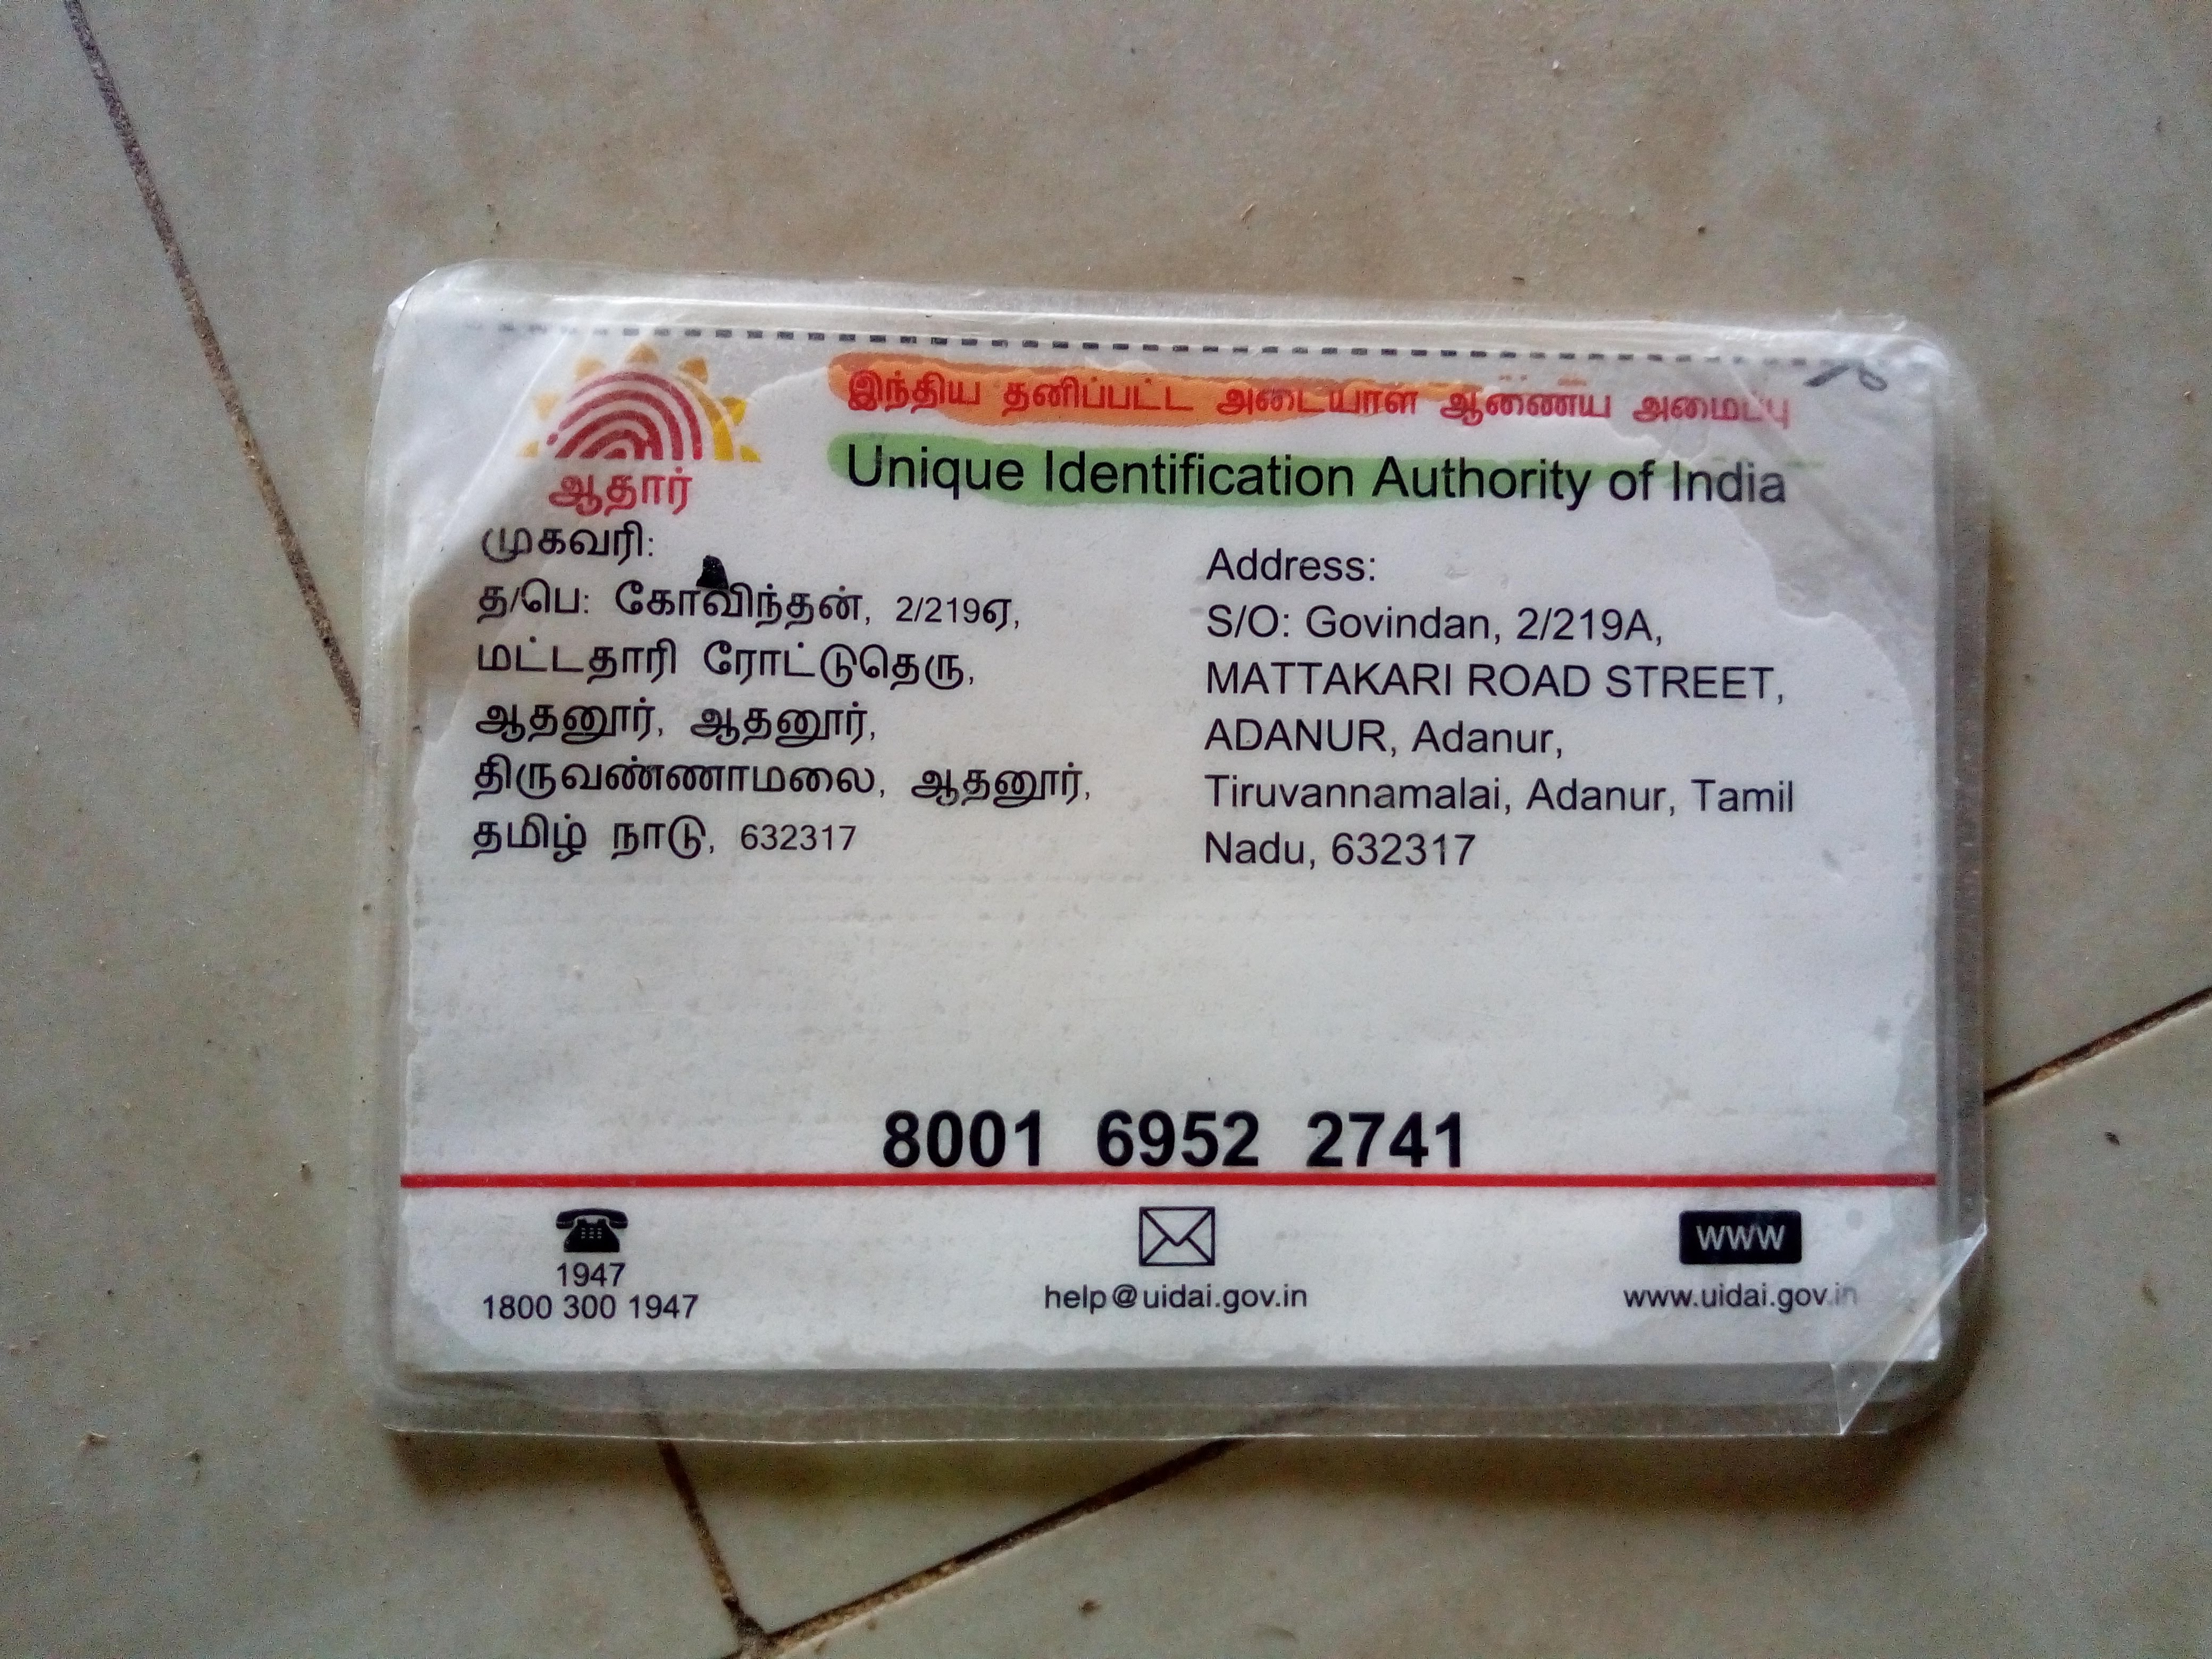 இந்திய தனிப்பட்ட அடையாள ஆணைய அமைப்பு
Unique Identification Authority of India
ஆதார்
முகவரி:
த/பெ: கோவிந்தன், 2/219ஏ,
மட்டதாரி ரோட்டுதெரு,
ஆதனூர், ஆதனூர்,
திருவண்ணாமலை, ஆதனூர்,
தமிழ் நாடு, 632317
Address:
S/O: Govindan, 2/219A,
MATTAKARI ROAD STREET,
ADANUR, Adanur,
Tiruvannamalai, Adanur, Tamil
Nadu, 632317
8001 6952 2741
1947
1800 300 1947
help@uidai.gov.in
www
www.uidai.gov.in